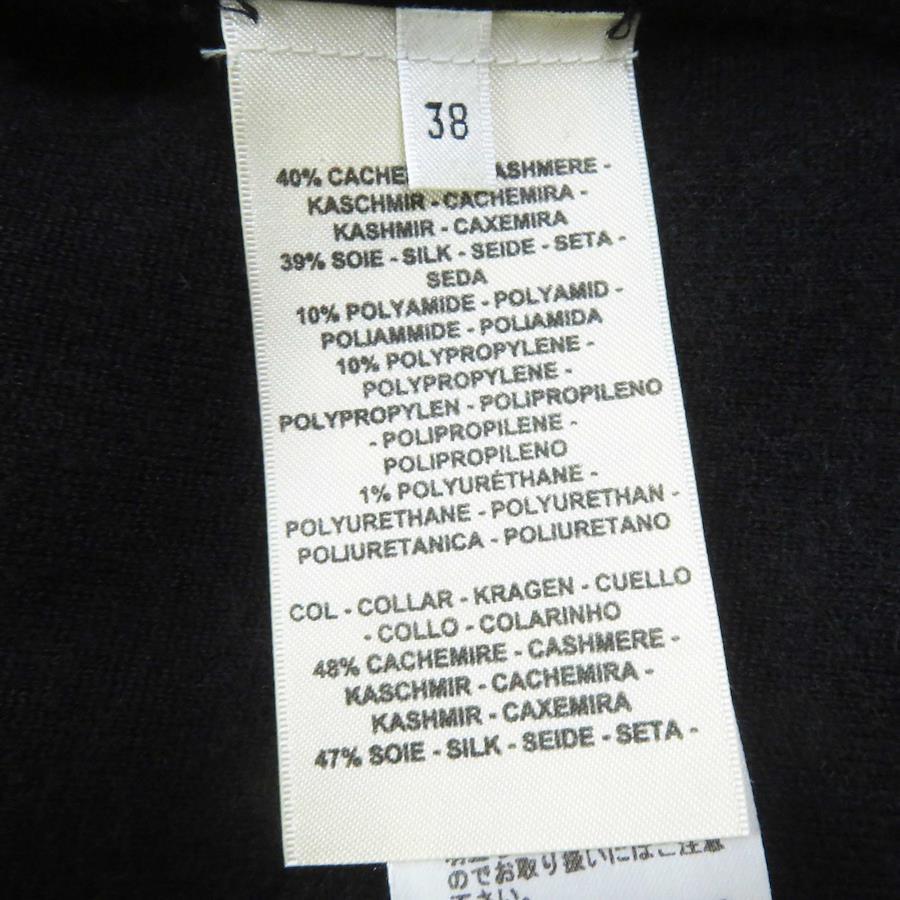 38
40% CACHE ASHMERE -
KASCHMIR - CACHEMIRA -
KASHMIR - CAXEMIRA
39% SOIE - SILK - SEIDE - SETA -
SEDA
10% POLYAMIDE - POLYAMID -
POLIAMMIDE - POLIAMIDA
10% POLYPROPYLENE -
POLYPROPYLENE -
POLYPROPYLEN - POLIPROPILENO
- POLIPROPILENE -
POLIPROPILENO
1% POLYURÉTHANE -
POLYURETHANE - POLYURETHAN -
POLIURETANICA - POLIURETANO
COL - COLLAR - KRAGEN - CUELLO
- COLLO - COLARINHO
48% CACHEMIRE - CASHMERE -
KASCHMIR - CACHEMIRA -
KASHMIR - CAXEMIRA
47% SOIE - SILK - SEIDE - SETA -
のでお取り扱いにはご注意
下さい。